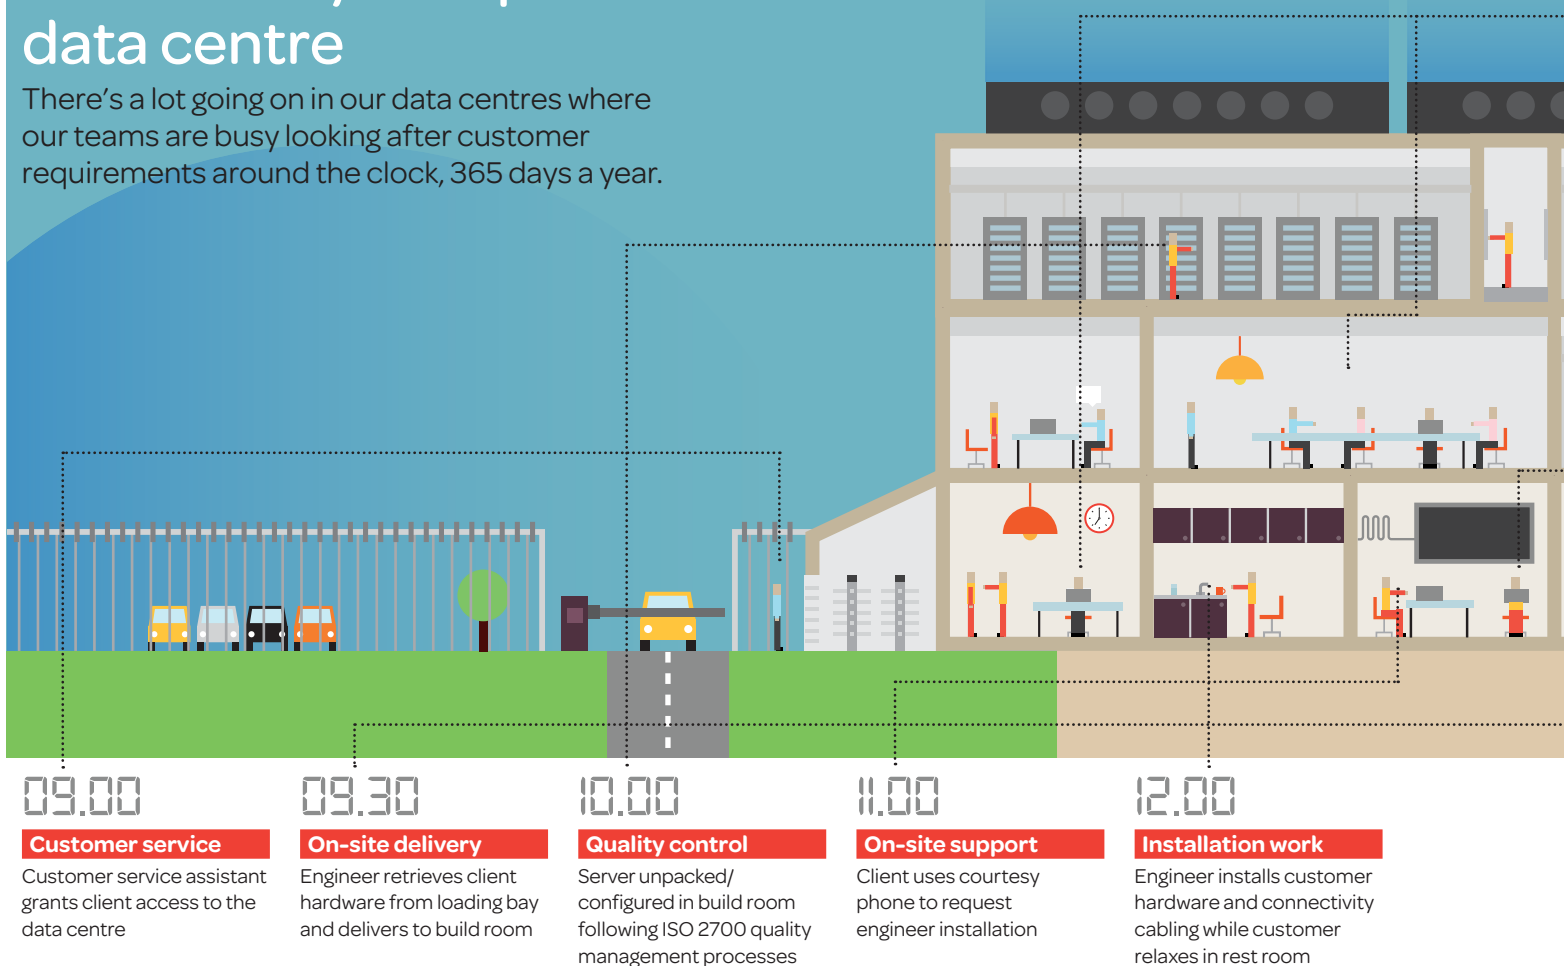 data centre
There's a lot going on in our data centres where
our teams are busy looking after customer
requirements around the clock, 365 days a year.
09.00
Customer service
Customer service assistant
grants client access to the
data centre
09.30
On-site delivery
Engineer retrieves client
hardware from loading bay
and delivers to build room
10.00
Quality control
Server unpacked/
configured in build room
following ISO 2700 quality
management processes
11.00
On-site support
Client uses courtesy
phone to request
engineer installation
12.00
Installation work
Engineer installs customer
hardware and connectivity
cabling while customer
relaxes in rest room